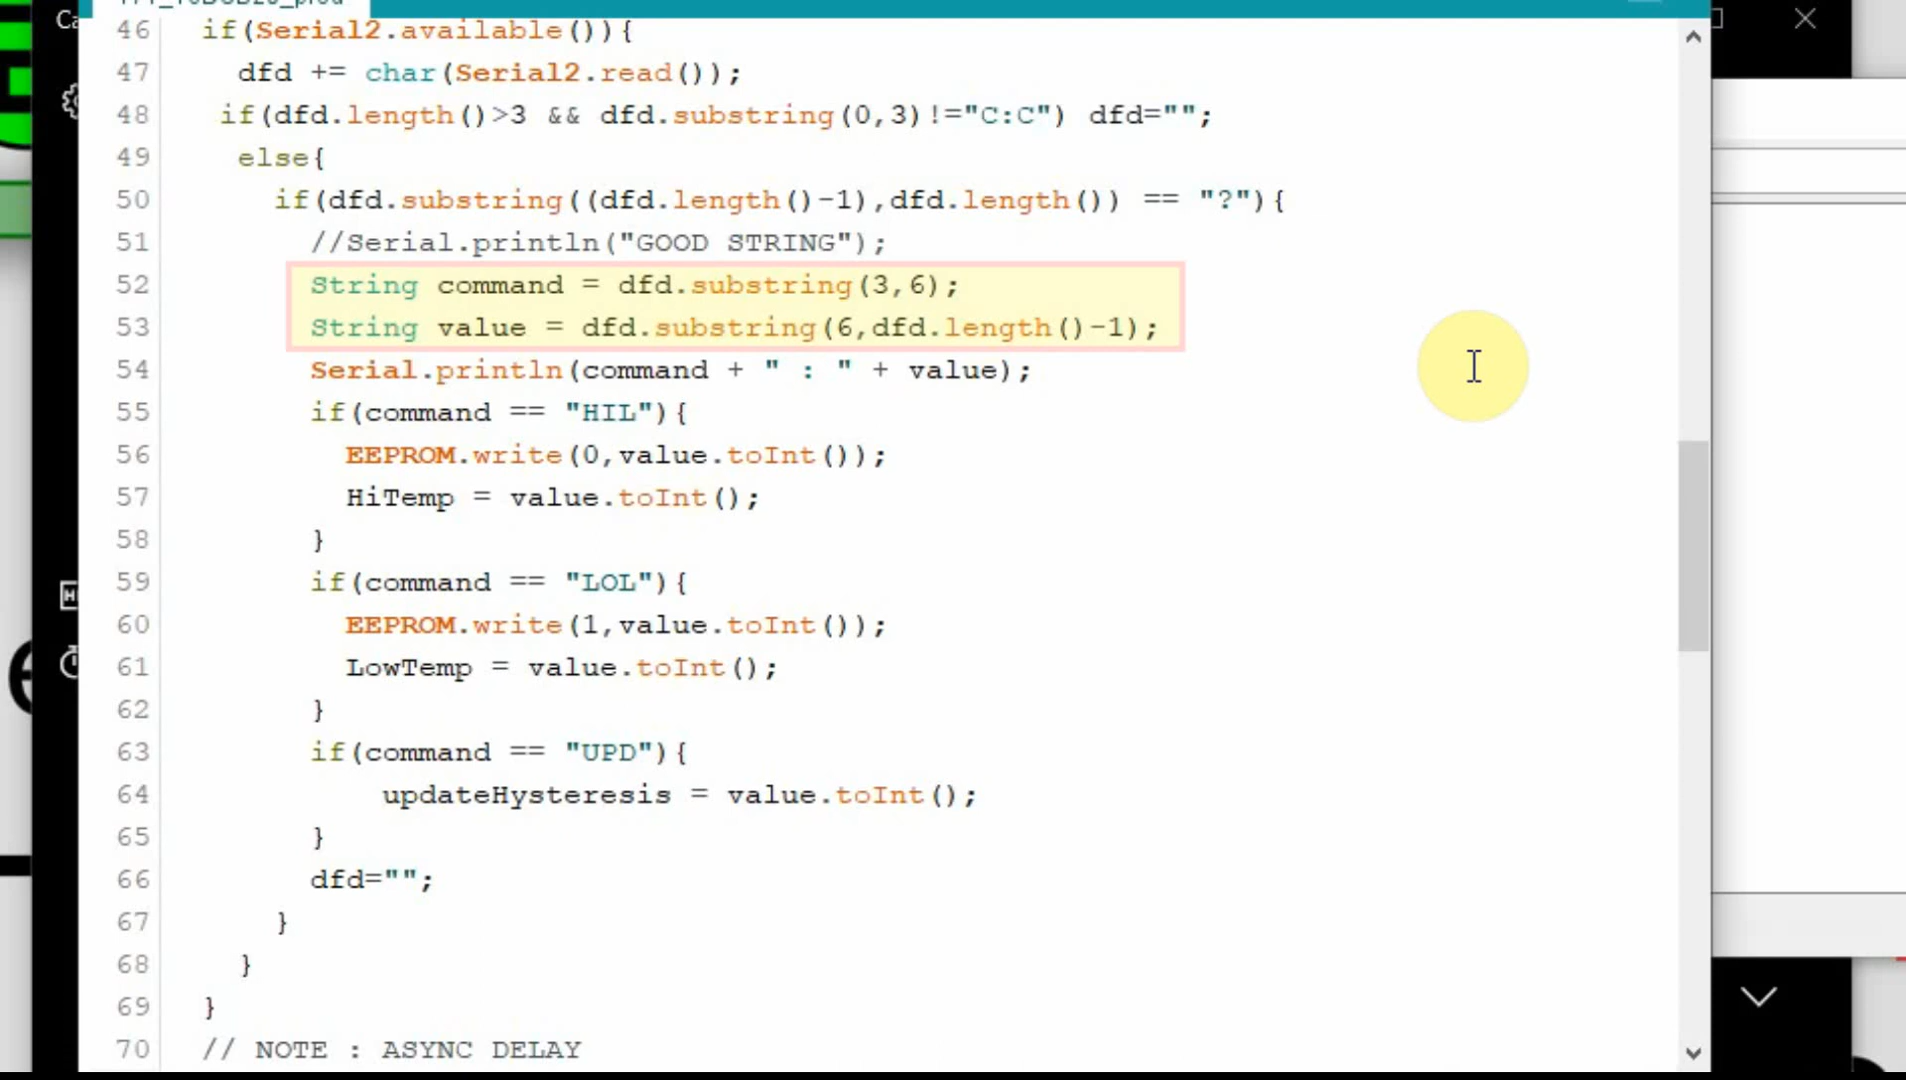 Ca
46 if(Serial2.available()){
47 dfd += char(Serial2.read());
48 if(dfd.length()>3 && dfd.substring(0,3)!="C:C") dfd="";
49 else{
50 if(dfd.substring((dfd.length()-1),dfd.length()) == "?"){
51 //Serial.println("GOOD STRING");
52 String command = dfd.substring(3,6);
53 String value = dfd.substring(6,dfd.length()-1);
54 Serial.println(command + " : " + value);
55 if(command == "HIL"){
56 EEPROM.write(0,value.toInt());
57 HiTemp = value.toInt();
58 }
59 if(command == "LOL"){
60 EEPROM.write(1,value.toInt());
61 LowTemp = value.toInt();
62 }
63 if(command == "UPD"){
64 updateHysteresis = value.toInt();
65 }
66 dfd="";
67 }
68 }
69 }
70 // NOTE : ASYNC DELAY